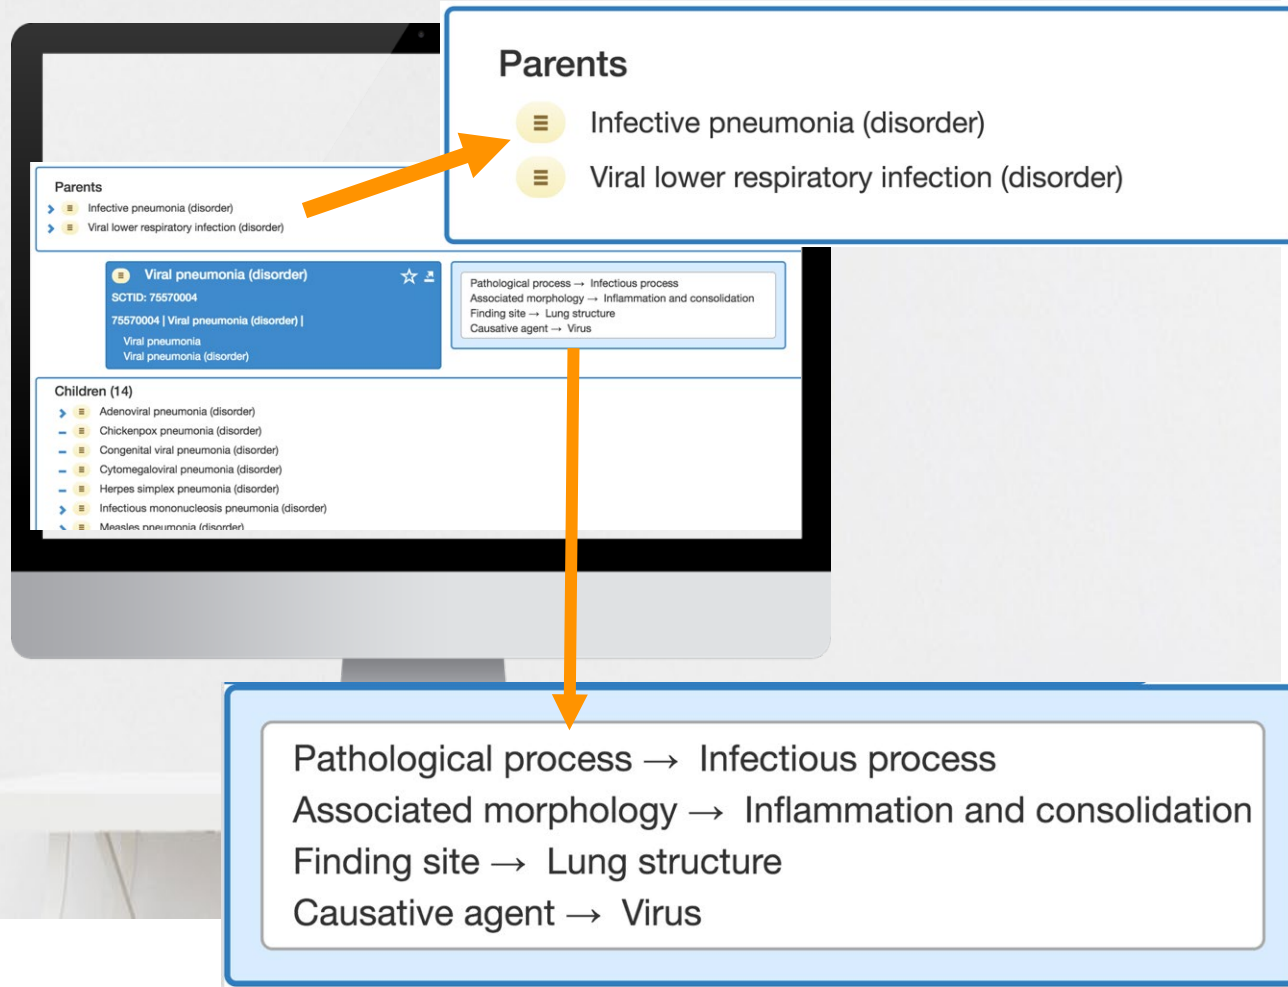 Parents
Infective pneumonia (disorder)
Viral lower respiratory infection (disorder)
Parents
Infective pneumonia (disorder)
Viral lower respiratory infection (disorder)
Viral pneumonia (disorder)
SCTID: 75570004
75570004 | Viral pneumonia (disorder) |
Viral pneumonia
Viral pneumonia (disorder)
Pathological process → Infectious process
Associated morphology → Inflammation and consolidation
Finding site → Lung structure
Causative agent → Virus
Children (14)
Adenoviral pneumonia (disorder)
Chickenpox pneumonia (disorder)
Congenital viral pneumonia (disorder)
Cytomegaloviral pneumonia (disorder)
Herpes simplex pneumonia (disorder)
Infectious mononucleosis pneumonia (disorder)
Measles pneumonia (disorder)
Pathological process → Infectious process
Associated morphology → Inflammation and consolidation
Finding site → Lung structure
Causative agent → Virus